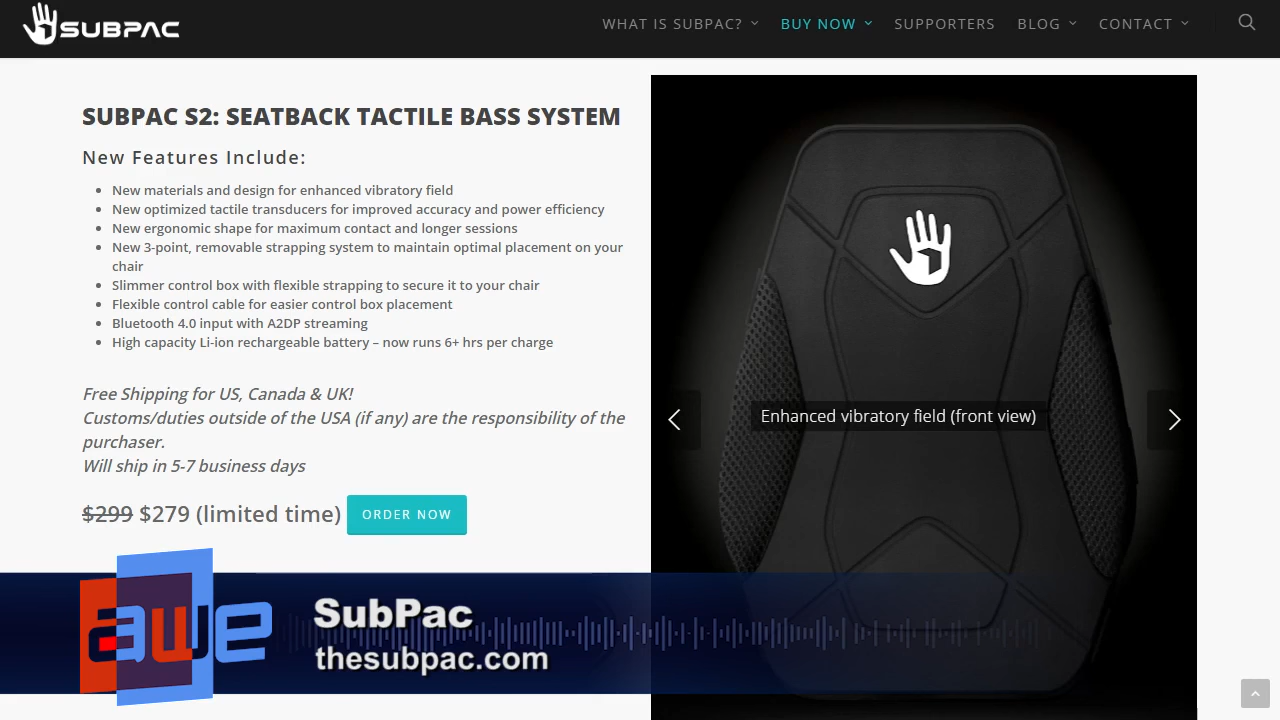 SUBPAC
WHAT IS SUBPAC?
BUY NOW
SUPPORTERS
BLOG
CONTACT
SUBPAC S2: SEATBACK TACTILE BASS SYSTEM
New Features Include:
New materials and design for enhanced vibratory field
New optimized tactile transducers for improved accuracy and power efficiency
New ergonomic shape for maximum contact and longer sessions
New 3-point, removable strapping system to maintain optimal placement on your
chair
Slimmer control box with flexible strapping to secure it to your chair
Flexible control cable for easier control box placement
Bluetooth 4.0 input with A2DP streaming
High capacity Li-ion rechargeable battery – now runs 6+ hrs per charge
Free Shipping for US, Canada & UK!
Customs/duties outside of the USA (if any) are the responsibility of the
purchaser.
Will ship in 5-7 business days
$299 $279 (limited time) ORDER NOW
Enhanced vibratory field (front view)
awe
SubPac
thesubpac.com